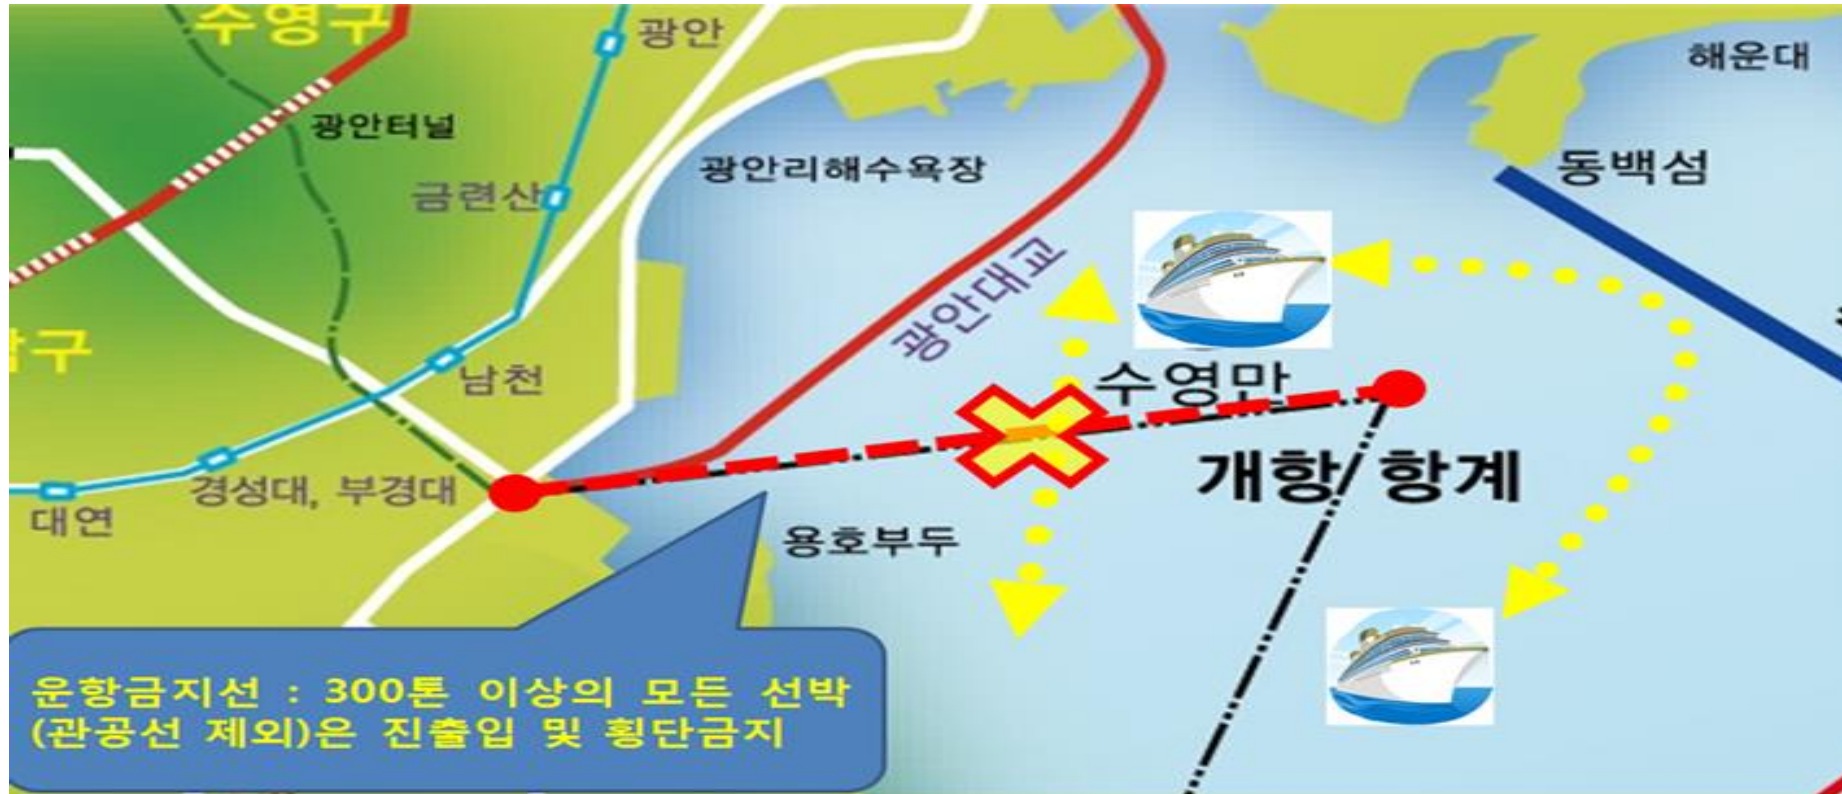 수영구
광안
해운대
광안터널
광안리해수욕장
동백섬
금련산
광안대교
구
남천
수영만
개항 항계
경성대, 부경대
대연
용호부두
운항금지선 : 300톤 이상의 모든 선박
(관공선 제외)은 진출입 및 횡단금지